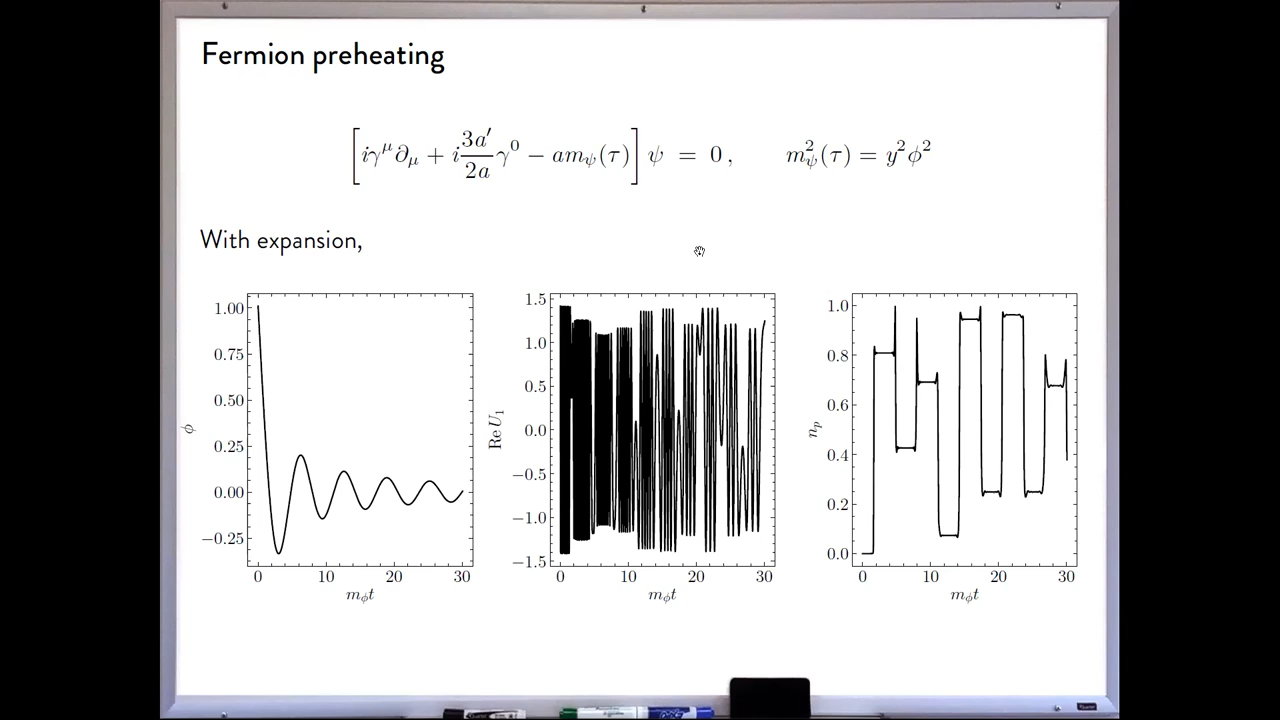 Fermion preheating
[iγ^μ∂_μ + i 3a′/2a γ^0 − am_ψ(τ)] ψ = 0, m_ψ^2(τ) = y^2φ^2
With expansion,
1.00
0.75
0.50
0.25
0.00
−0.25
ϕ
0 10 20 30
m_ϕt
1.5
1.0
0.5
0.0
−0.5
−1.0
−1.5
Re U_1
0 10 20 30
m_ϕt
1.0
0.8
0.6
0.4
0.2
0.0
n_p
0 10 20 30
m_ϕt